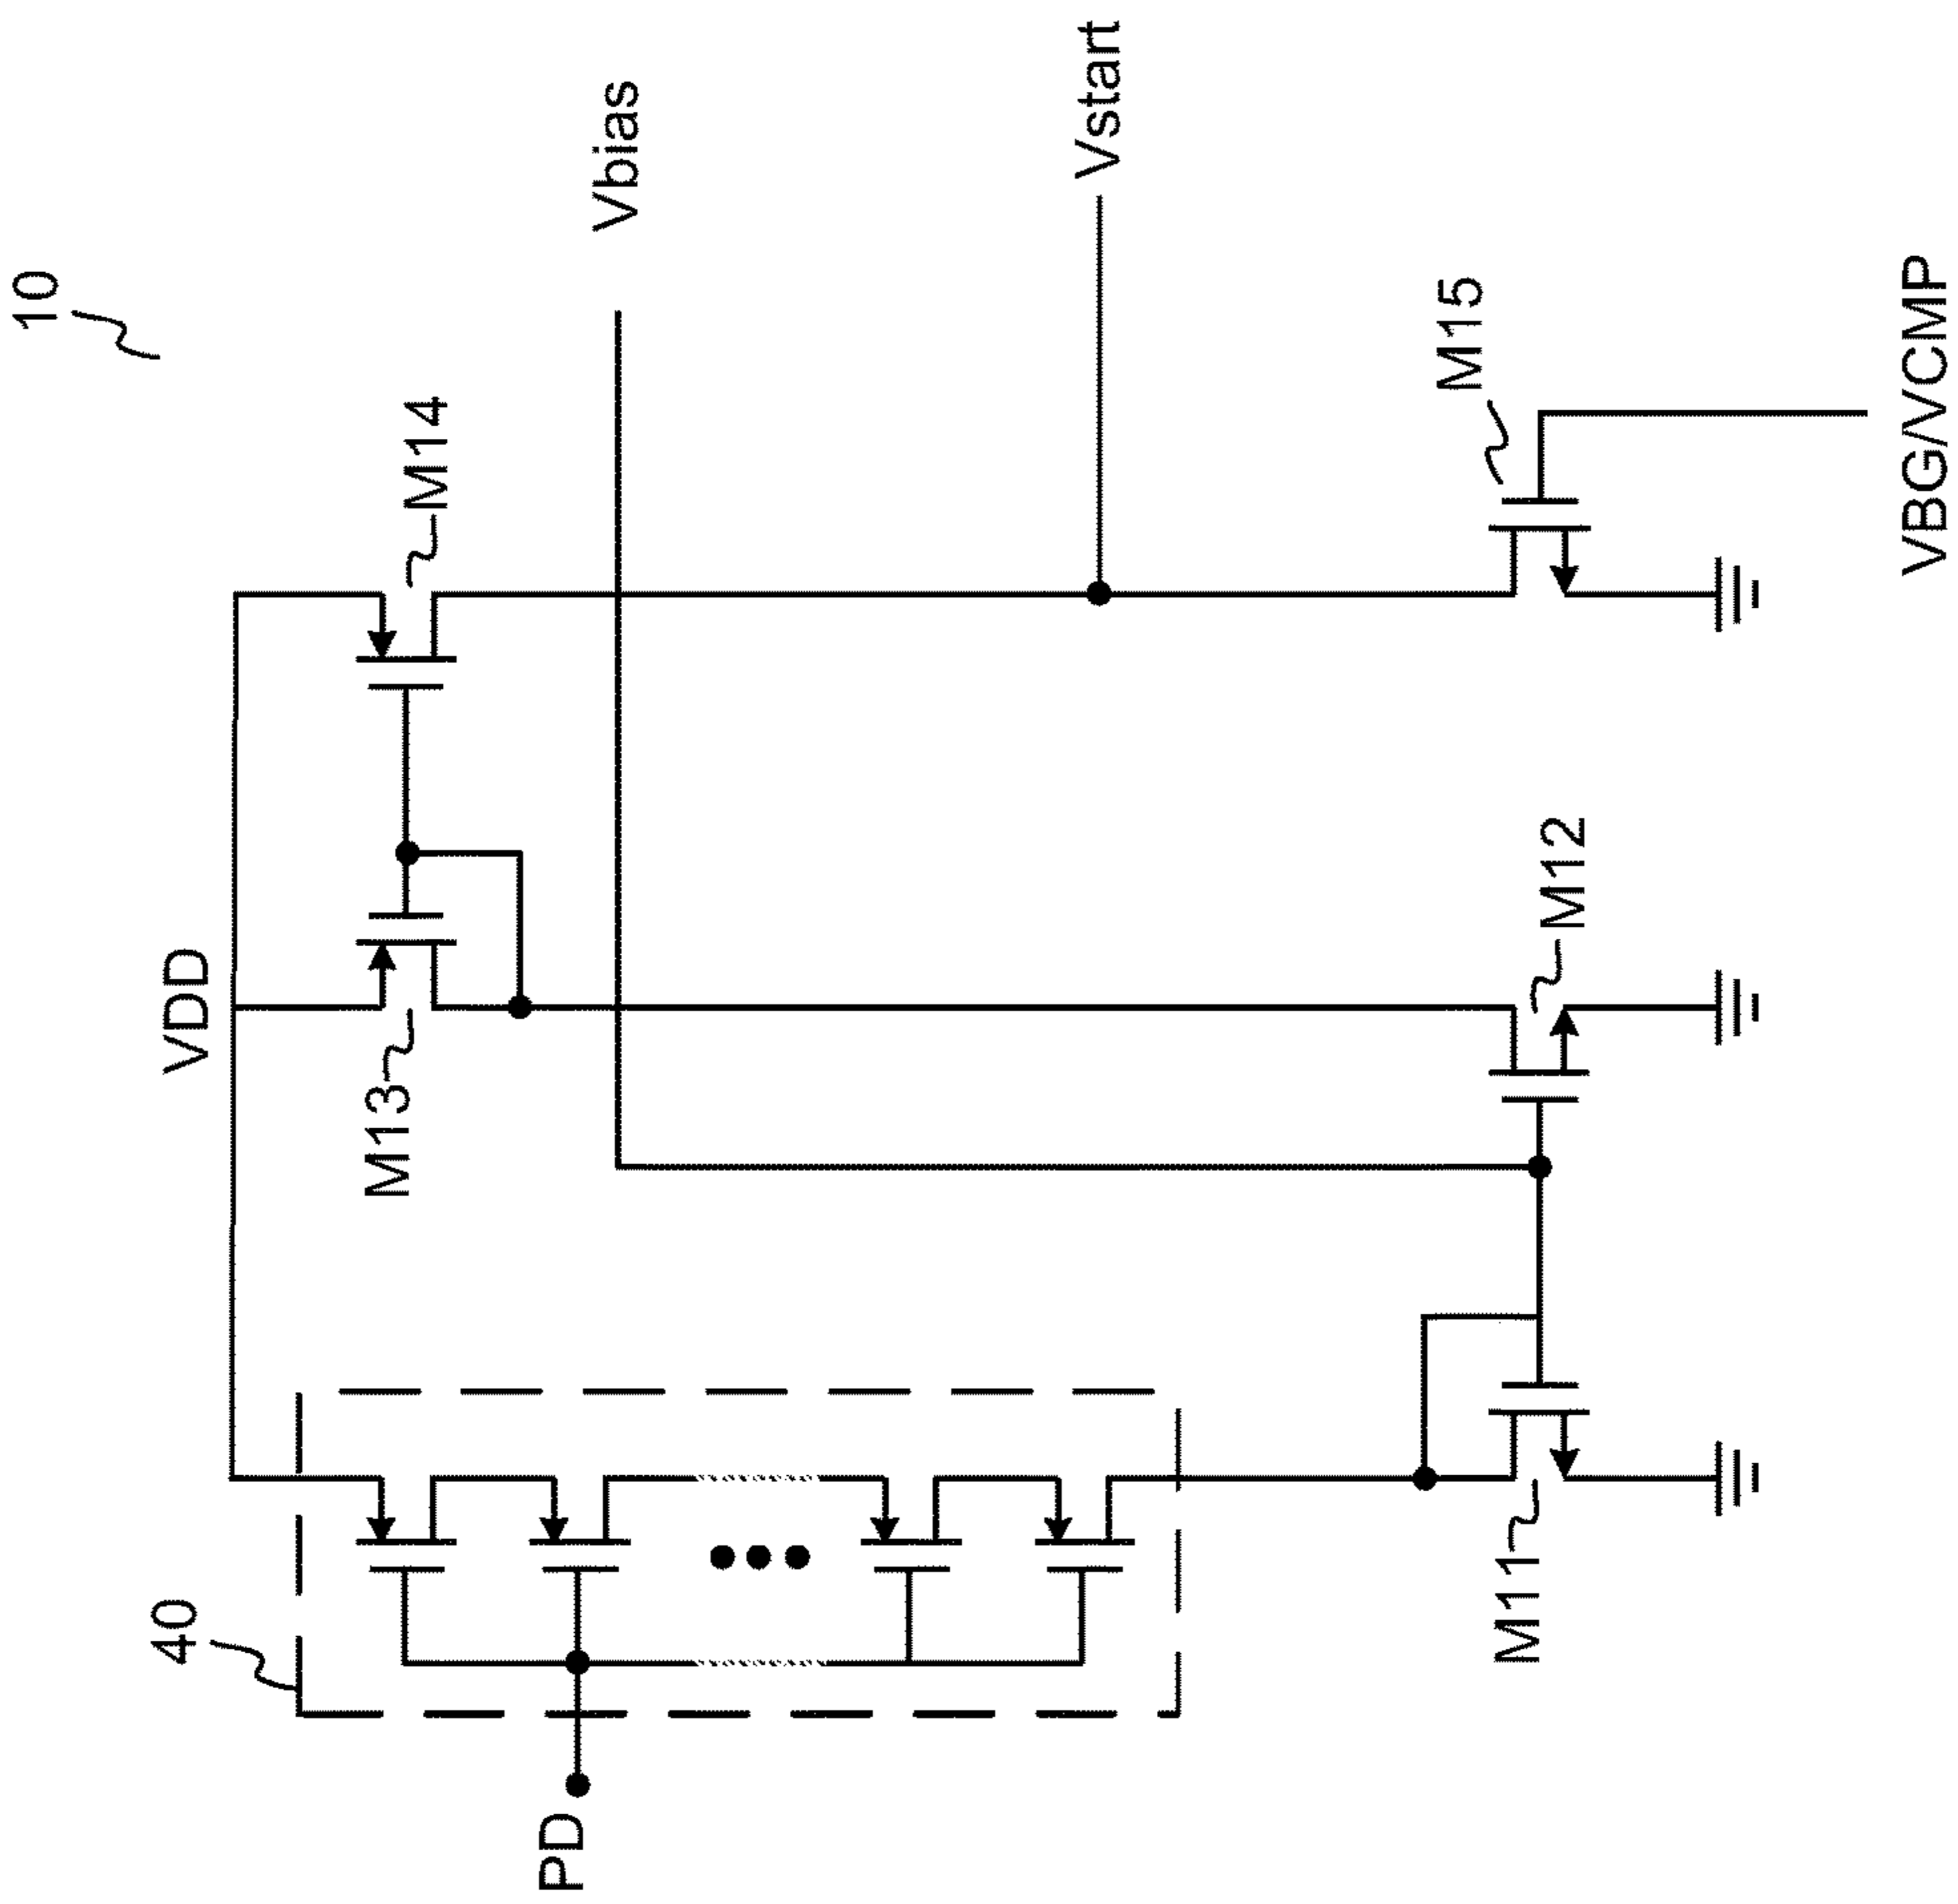 10
VDD
M14
M13
Vbias
40
PD
Vstart
M15
M12
M11
VBG/VCMP